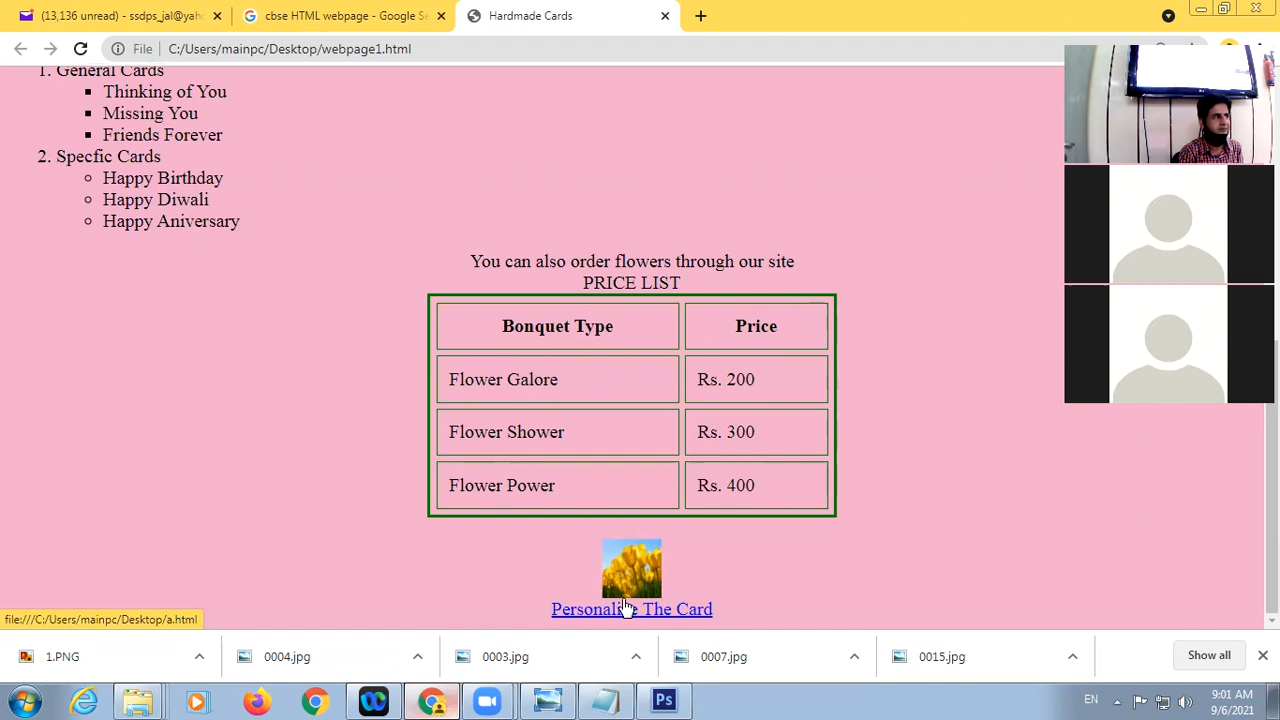 (13,136 unread) - ssdps_jal@yaho
cbse HTML webpage - Google Se
Hardmade Cards
File
C:/Users/mainpc/Desktop/webpage1.html
1. General Cards
Thinking of You
Missing You
Friends Forever
2. Specfic Cards
Happy Birthday
Happy Diwali
Happy Aniversary
You can also order flowers through our site
PRICE LIST
Bonquet Type Price
Flower Galore Rs. 200
Flower Shower Rs. 300
Flower Power Rs. 400
Personalize The Card
file:///C:/Users/mainpc/Desktop/a.html
1.PNG
0004.jpg
0003.jpg
0007.jpg
0015.jpg
Show all
Ps
EN
9:01 AM
9/6/2021